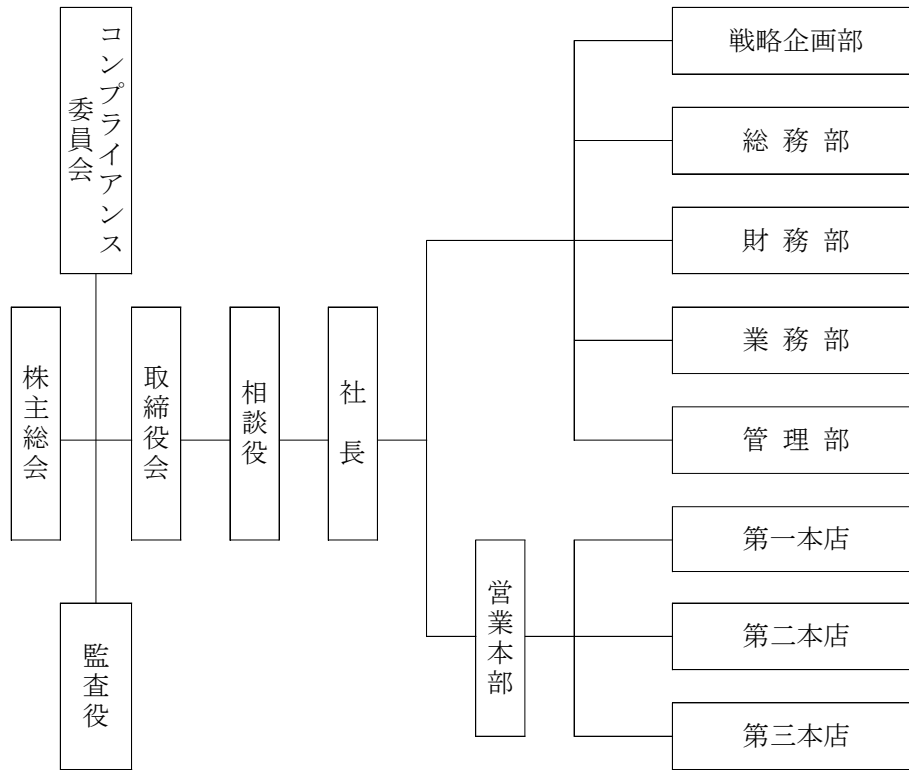 コンプライアンス
委員会
株主総会
取締役会
相談役
社長
監査役
営業本部
戦略企画部
総務部
財務部
業務部
管理部
第一本店
第二本店
第三本店